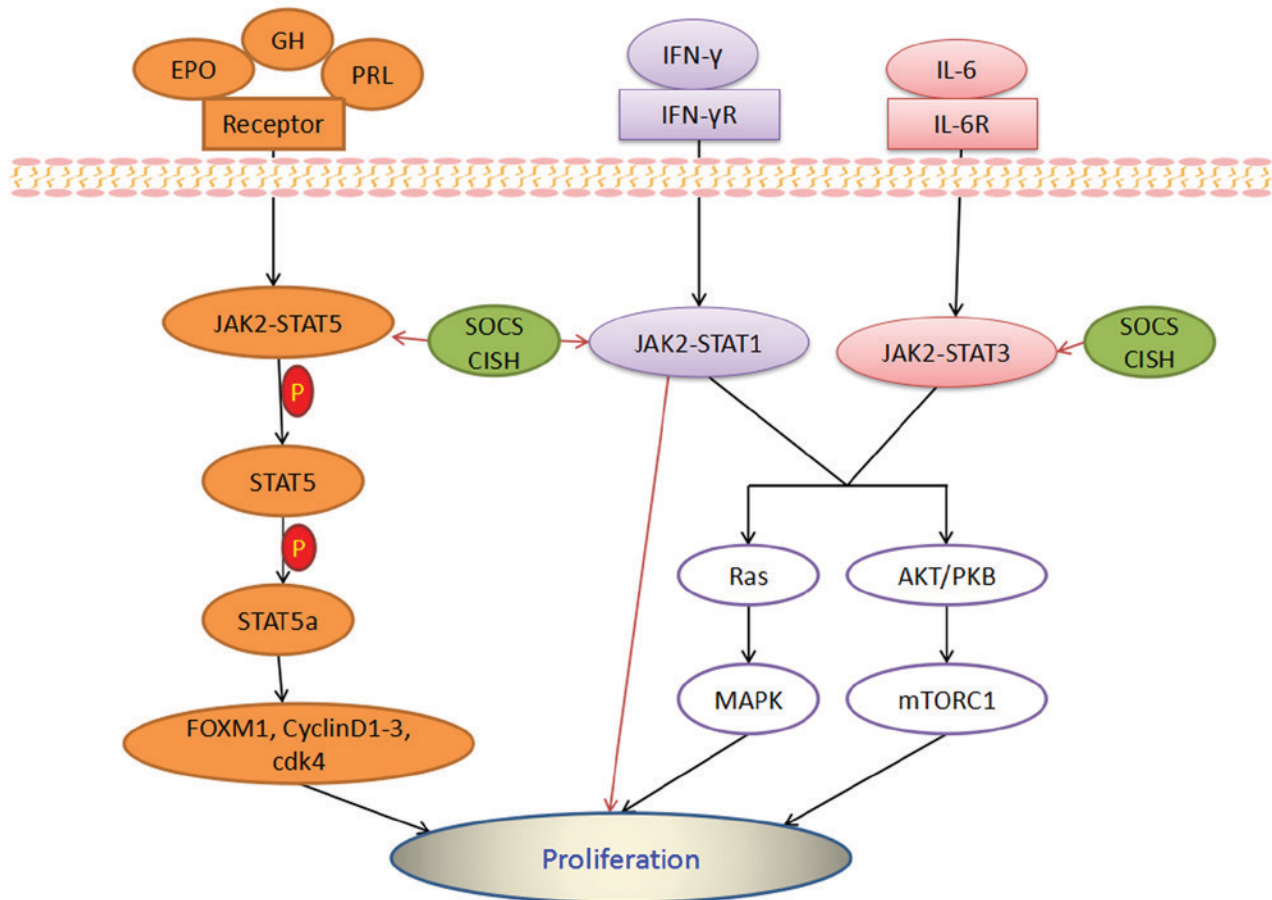 GH
EPO
PRL
Receptor
IFN-γ
IFN-γR
IL-6
IL-6R
JAK2-STAT5
SOCS
CISH
JAK2-STAT1
JAK2-STAT3
SOCS
CISH
P
STAT5
P
STAT5a
FOXM1, CyclinD1-3,
cdk4
Ras
AKT/PKB
MAPK
mTORC1
Proliferation